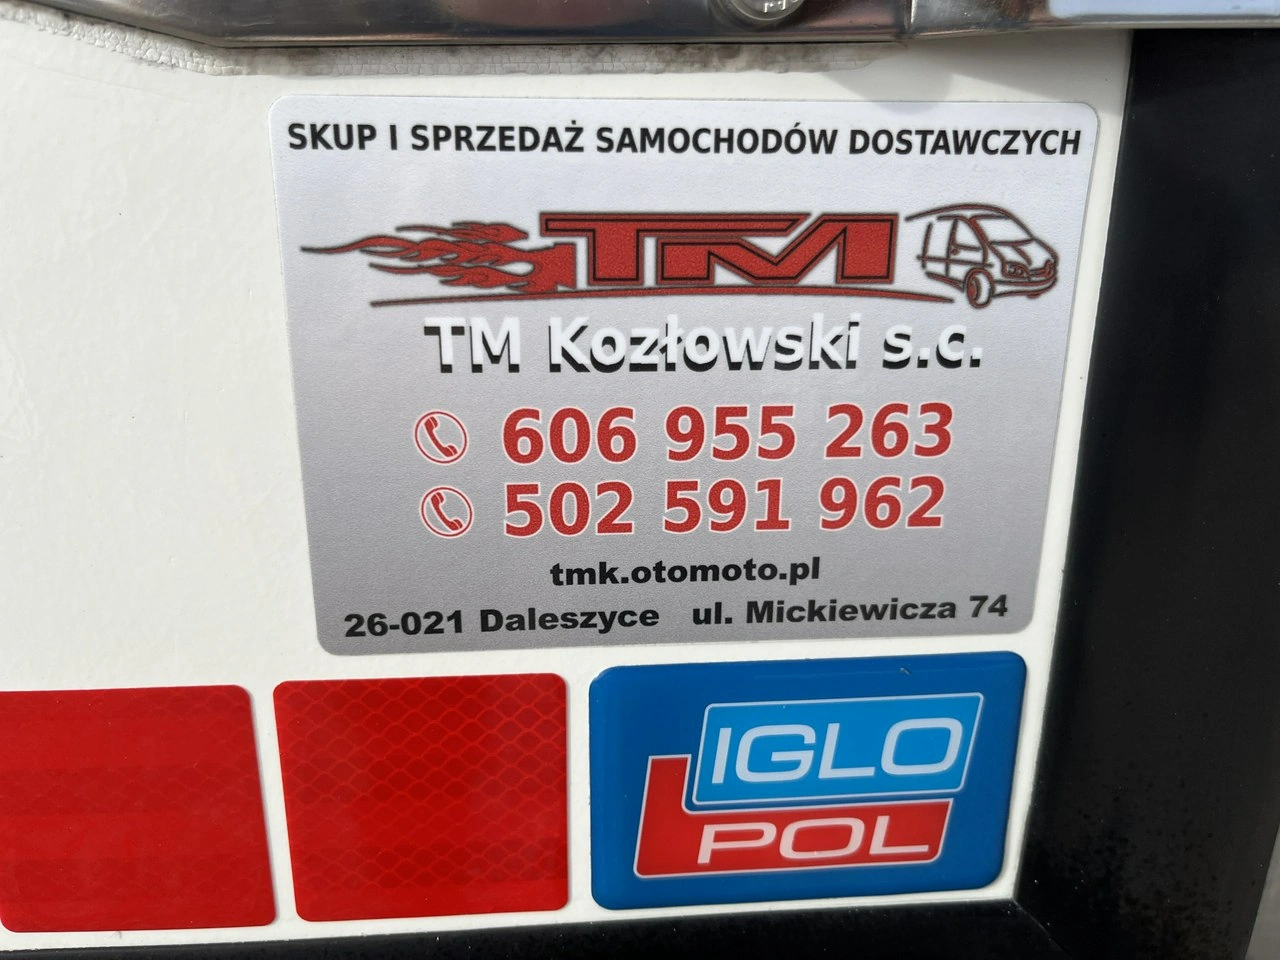 SKUP I SPRZEDAŻ SAMOCHODÓW DOSTAWCZYCH
TM
TM Kozłowski s.c.
606 955 263
502 591 962
tmk.otomoto.pl
26-021 Daleszyce ul. Mickiewicza 74
IGLO
POL